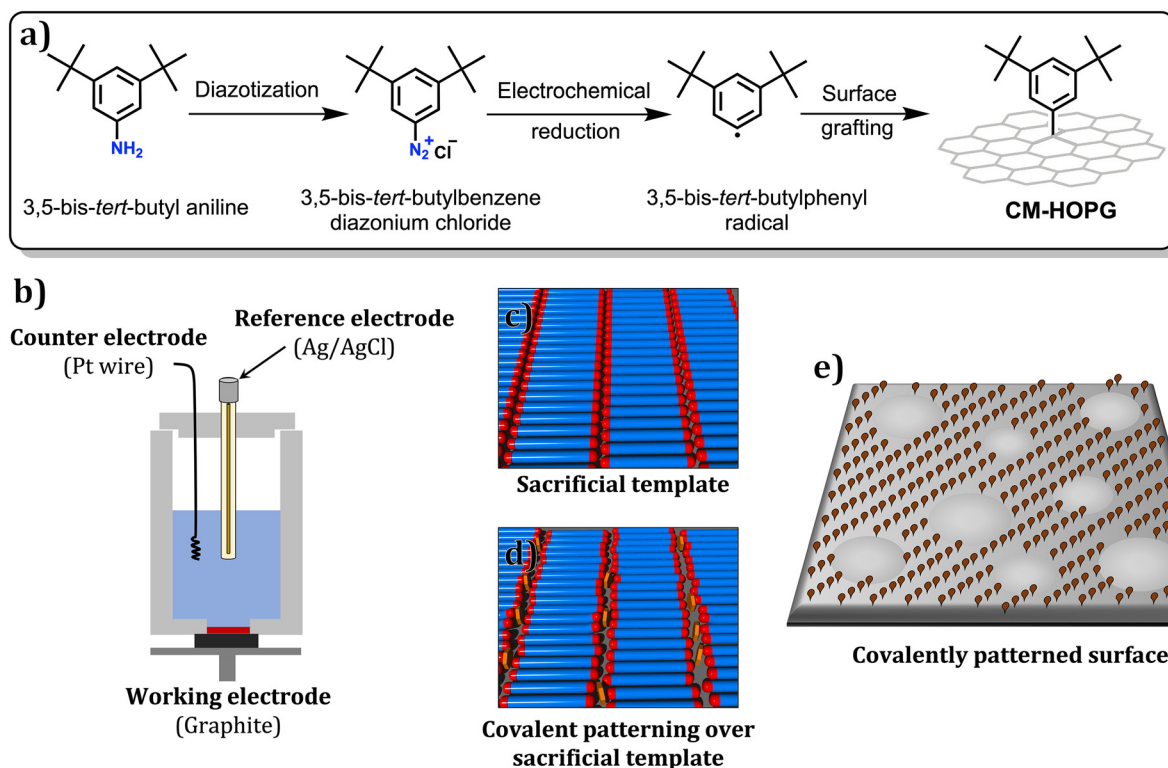 a)
Diazotization
Electrochemical
reduction
Surface
grafting
NH2
N2+ Cl−
3,5-bis-tert-butyl aniline
3,5-bis-tert-butylbenzene
diazonium chloride
3,5-bis-tert-butylphenyl
radical
CM-HOPG
b)
Reference electrode
(Ag/AgCl)
Counter electrode
(Pt wire)
Working electrode
(Graphite)
c)
Sacrificial template
d)
Covalent patterning over
sacrificial template
e)
Covalently patterned surface